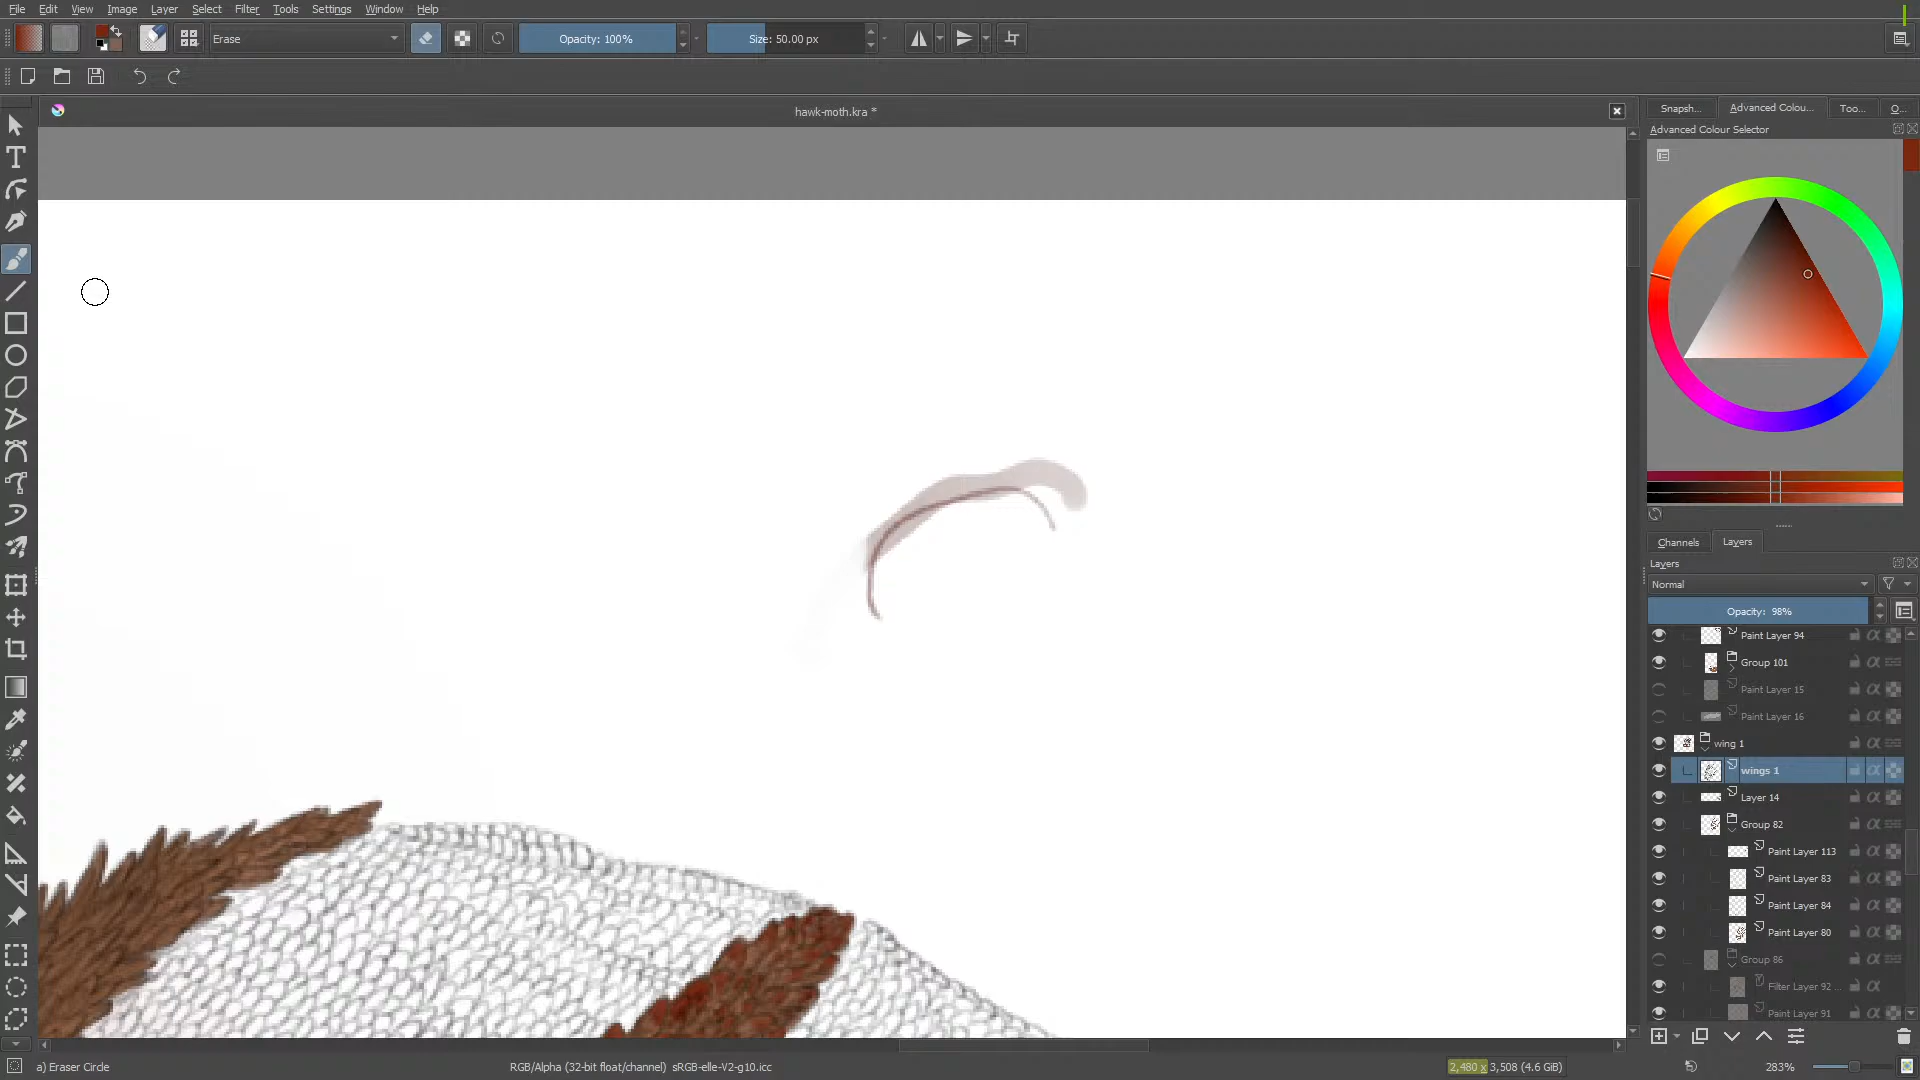 File Edit View Image Layer Select Filter Tools Settings Window Help
Erase Opacity: 100% Size: 50.00 px
hawk-moth.kra *
Snapsh... Advanced Colou... Too... O...
Advanced Colour Selector
Channels Layers
Layers
Normal
Opacity: 98%
Paint Layer 94
Group 101
Paint Layer 15
Paint Layer 16
wing 1
wings 1
Layer 14
Group 82
Paint Layer 113
Paint Layer 83
Paint Layer 84
Paint Layer 80
Group 86
Filter Layer 92 ...
Paint Layer 91
a) Eraser Circle RGB/Alpha (32-bit float/channel) sRGB-elle-V2-g10.icc 2,480 x 3,508 (4.6 GiB) 283%